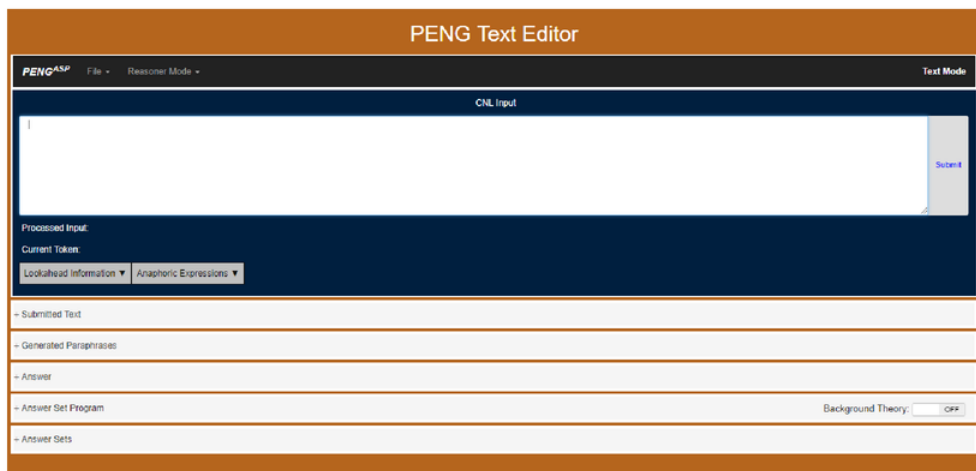 PENG Text Editor
PENG^ASP File Reasoner Mode Text Mode
CNL Input
Submit
Processed Input:
Current Token:
Lookahead Information ▼ Anaphoric Expressions ▼
+ Submitted Text
+ Generated Paraphrases
+ Answer
+ Answer Set Program Background Theory: OFF
+ Answer Sets